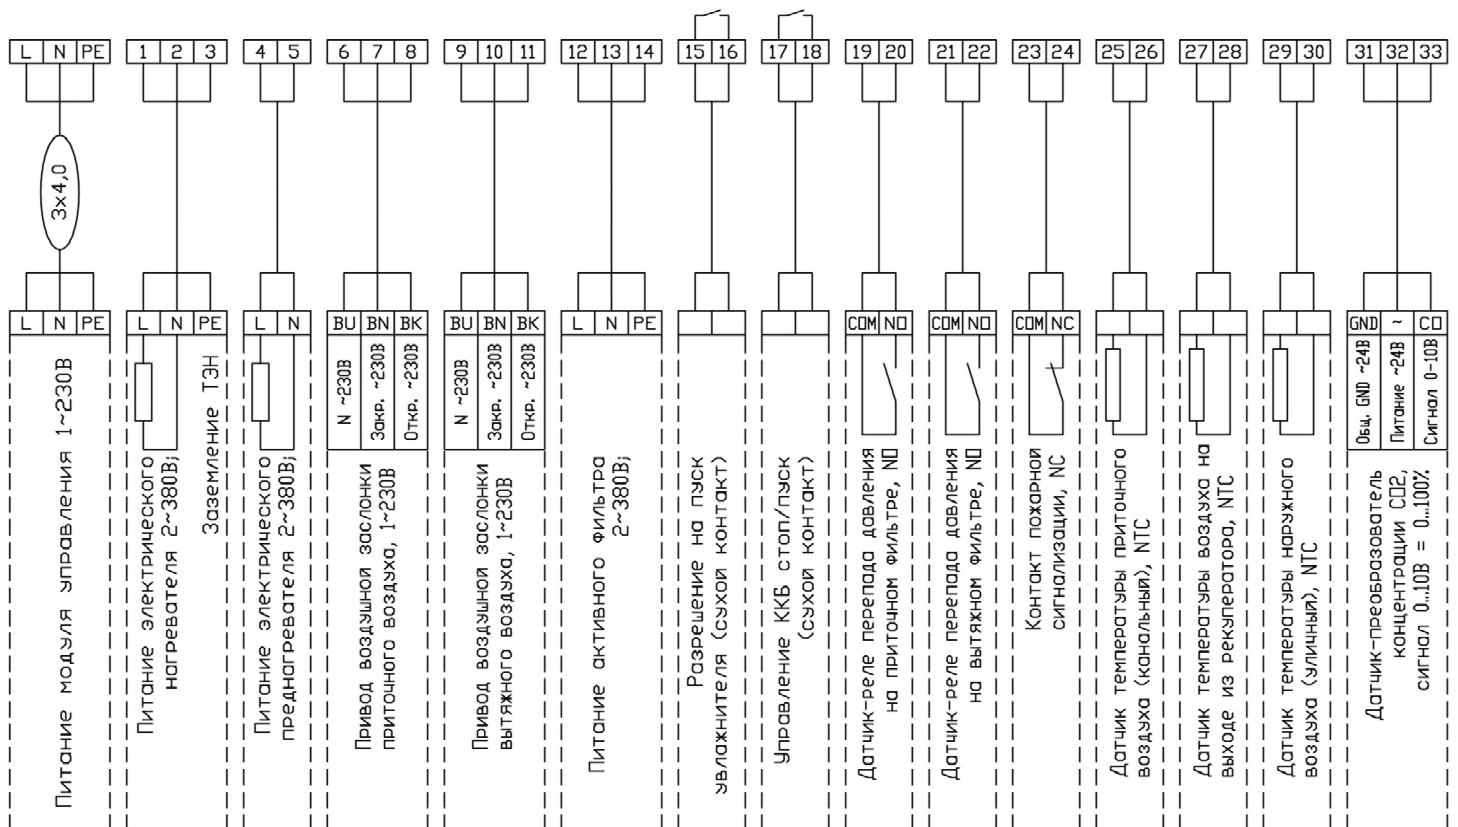 L N PE
1 2 3
4 5
6 7 8
9 10 11
12 13 14
15 16
17 18
19 20
21 22
23 24
25 26
27 28
29 30
31 32 33
3x4,0
L N PE
L N PE
L N
BU BN BK
BU BN BK
L N PE
COM NO
COM NO
COM NC
GND ~ CO
Питание модуля управления 1~230В
Питание электрического
нагревателя 2~380В;
Заземление ТЭН
Питание электрического
преднагревателя 2~380В;
N ~230В
Закр. ~230В
Откр. ~230В
Привод воздушной заслонки
приточного воздуха, 1~230В
N ~230В
Закр. ~230В
Откр. ~230В
Привод воздушной заслонки
вытяжного воздуха, 1~230В
Питание активного фильтра
2~380В;
Разрешение на пуск
увлажнителя (сухой контакт)
Управление ККБ стоп/пуск
(сухой контакт)
Датчик-реле перепада давления
на приточном фильтре, NO
Датчик-реле перепада давления
на вытяжном фильтре, NO
Контакт пожарной
сигнализации, NC
Датчик температуры приточного
воздуха (канальный), NTC
Датчик температуры воздуха на
выходе из рекуператора, NTC
Датчик температуры наружного
воздуха (уличный), NTC
Общ. GND ~24В
Питание ~24В
Сигнал 0-10В
Датчик-преобразователь
концентрации CO2,
сигнал 0...10В = 0...100%